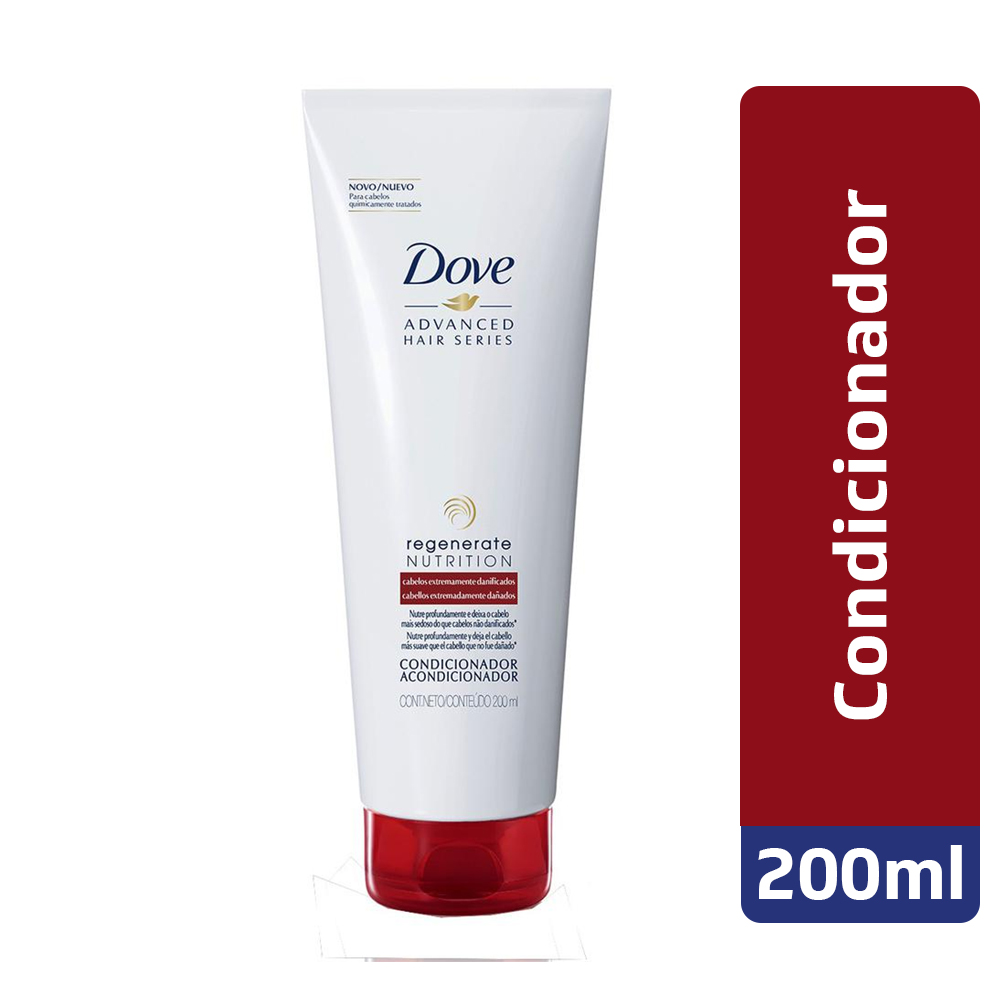 NOVO/NUEVO
Para cabelos
quimicamente tratados
Dove
ADVANCED
HAIR SERIES
regenerate
NUTRITION
cabelos extremamente danificados
cabellos extremadamente dañados
Nutre profundamente e deixa o cabelo
mais sedoso do que cabelos não danificados*
Nutre profundamente y deja el cabello
más suave que el cabello que no fue dañado*
CONDICIONADOR
ACONDICIONADOR
CONT.NETO/CONTEÚDO 200 ml
Condicionador
200ml